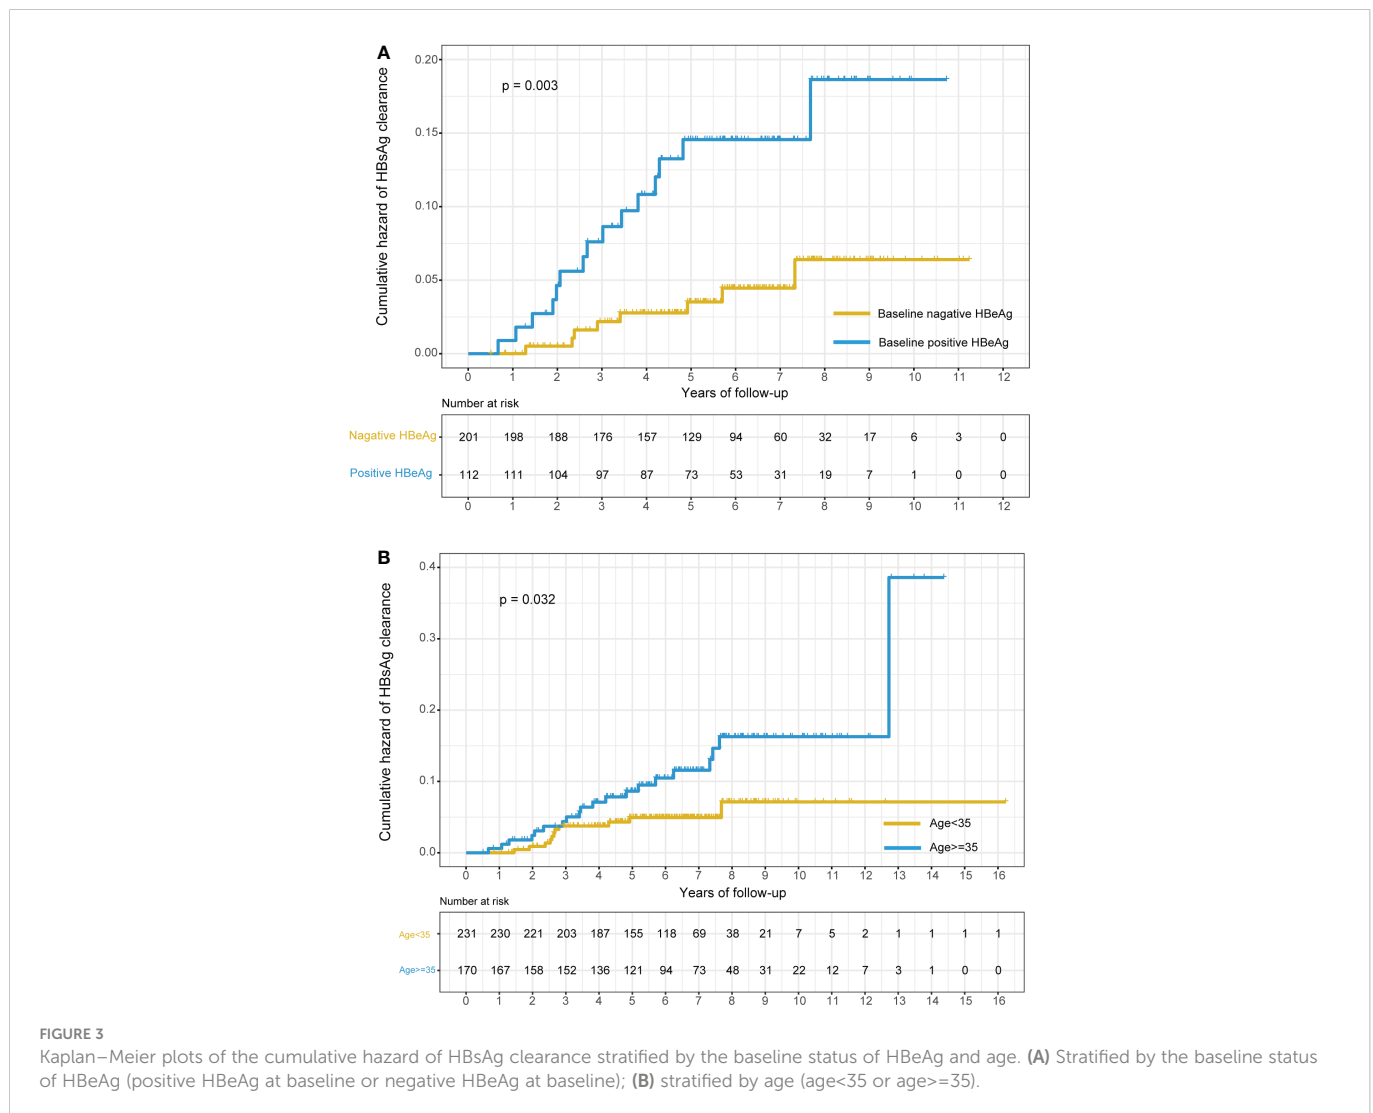 A
Cumulative hazard of HBsAg clearance
0.20
0.15
0.10
0.05
0.00
p = 0.003
Baseline nagative HBeAg
Baseline positive HBeAg
0 1 2 3 4 5 6 7 8 9 10 11 12
Years of follow-up
Number at risk
Nagative HBeAg 201 198 188 176 157 129 94 60 32 17 6 3 0
Positive HBeAg 112 111 104 97 87 73 53 31 19 7 1 0 0
0 1 2 3 4 5 6 7 8 9 10 11 12
B
Cumulative hazard of HBsAg clearance
0.4
0.3
0.2
0.1
0.0
p = 0.032
Age<35
Age>=35
0 1 2 3 4 5 6 7 8 9 10 11 12 13 14 15 16
Years of follow-up
Number at risk
Age<35 231 230 221 203 187 155 118 69 38 21 7 5 2 1 1 1 1
Age>=35 170 167 158 152 136 121 94 73 48 31 22 12 7 3 1 0 0
0 1 2 3 4 5 6 7 8 9 10 11 12 13 14 15 16
FIGURE 3
Kaplan–Meier plots of the cumulative hazard of HBsAg clearance stratified by the baseline status of HBeAg and age. (A) Stratified by the baseline status
of HBeAg (positive HBeAg at baseline or negative HBeAg at baseline); (B) stratified by age (age<35 or age>=35).